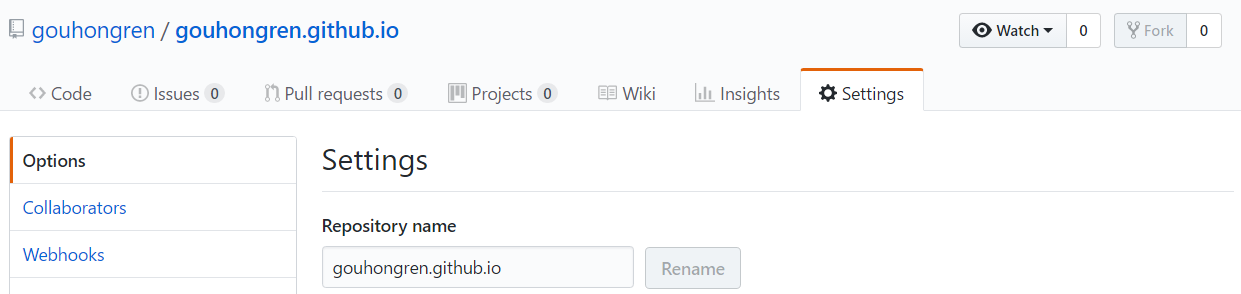 gouhongren / gouhongren.github.io Watch 0 Fork 0
Code Issues 0 Pull requests 0 Projects 0 Wiki Insights Settings
Options
Collaborators
Webhooks
Settings
Repository name
gouhongren.github.io Rename